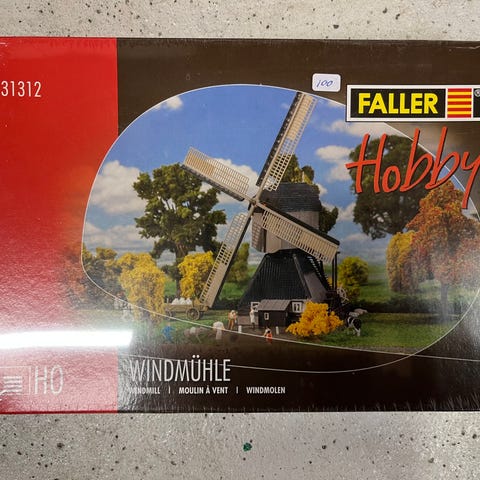 31312
100
FALLER ®
Hobby
H0
WINDMÜHLE
WINDMILL | MOULIN À VENT | WINDMOLEN